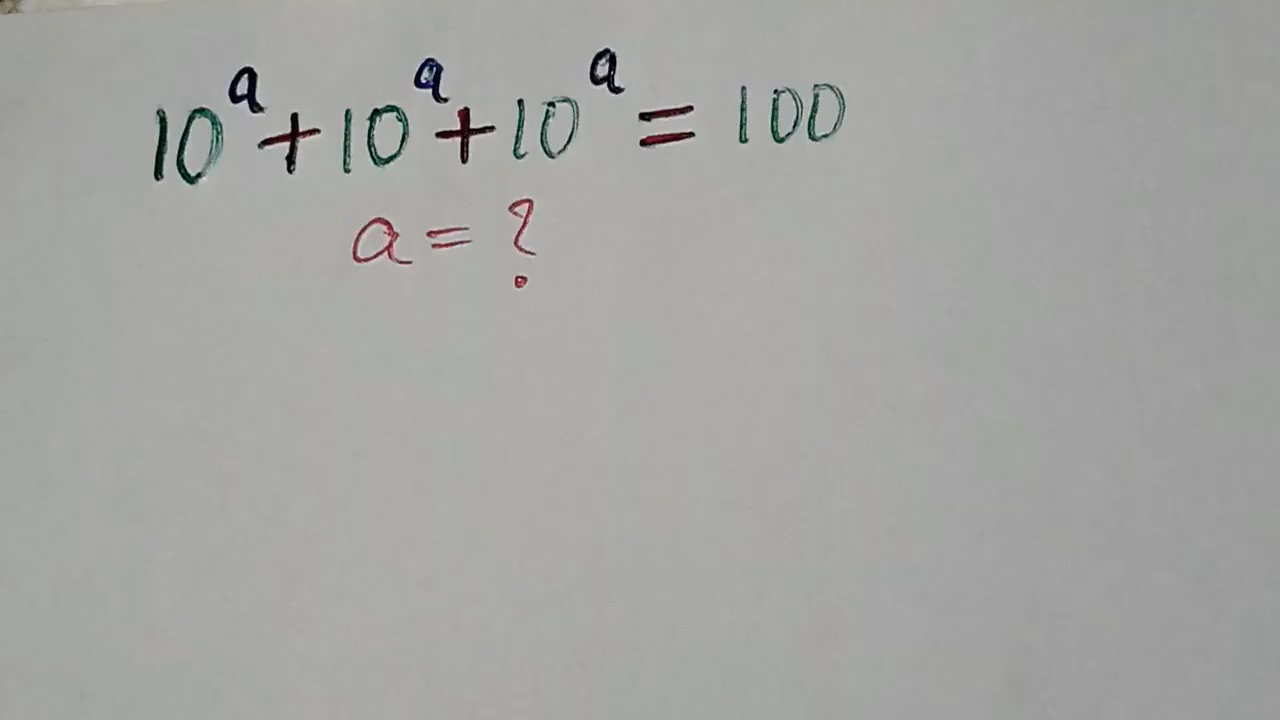 10^a + 10^a + 10^a = 100
a = ?